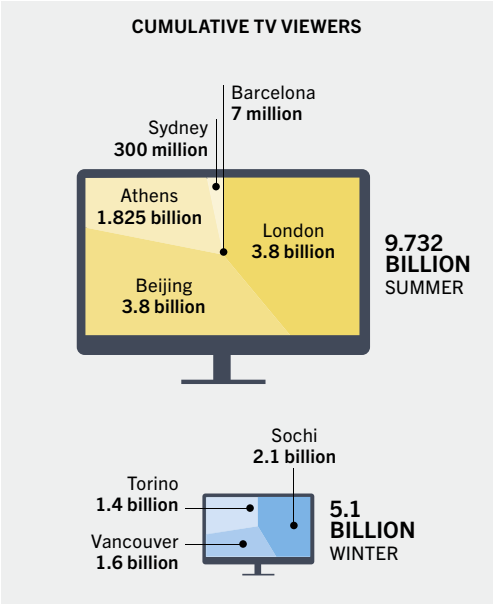 CUMULATIVE TV VIEWERS
Barcelona
7 million
Sydney
300 million
Athens
1.825 billion
London
3.8 billion
Beijing
3.8 billion
9.732
BILLION
SUMMER
Sochi
2.1 billion
Torino
1.4 billion
Vancouver
1.6 billion
5.1
BILLION
WINTER